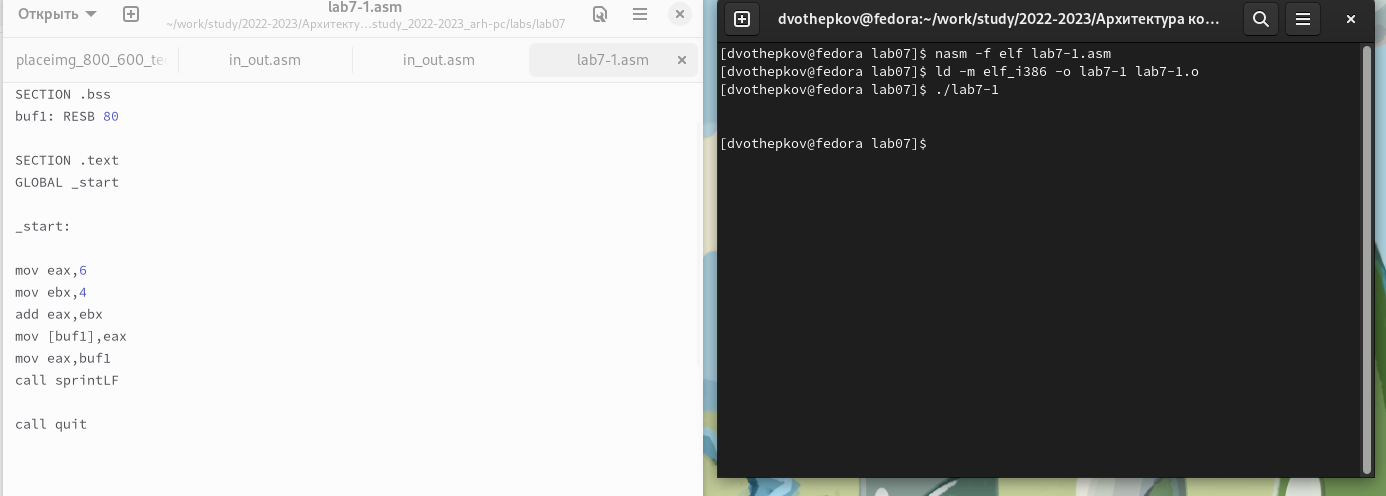 Открыть
lab7-1.asm
~/work/study/2022-2023/Архитекту…study_2022-2023_arh-pc/labs/lab07
placeimg_800_600_te
in_out.asm
in_out.asm
lab7-1.asm
SECTION .bss
buf1: RESB 80
SECTION .text
GLOBAL _start
_start:
mov eax,6
mov ebx,4
add eax,ebx
mov [buf1],eax
mov eax,buf1
call sprintLF
call quit
dvothepkov@fedora:~/work/study/2022-2023/Архитектура ко...
[dvothepkov@fedora lab07]$ nasm -f elf lab7-1.asm
[dvothepkov@fedora lab07]$ ld -m elf_i386 -o lab7-1 lab7-1.o
[dvothepkov@fedora lab07]$ ./lab7-1
[dvothepkov@fedora lab07]$